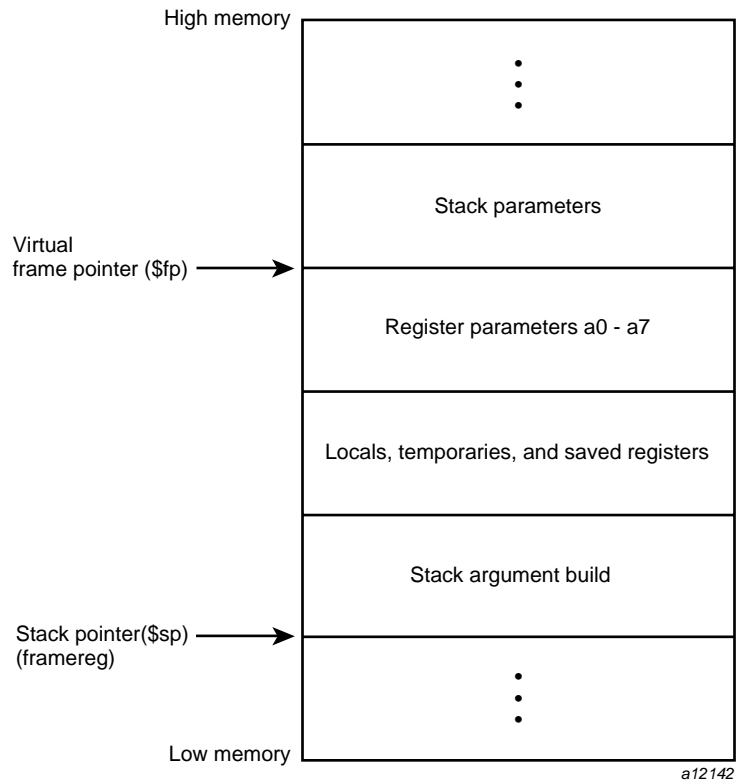 High memory
Stack parameters
Virtual
frame pointer ($fp)
Register parameters a0 - a7
Locals, temporaries, and saved registers
Stack argument build
Stack pointer($sp)
(framereg)
Low memory
a12142